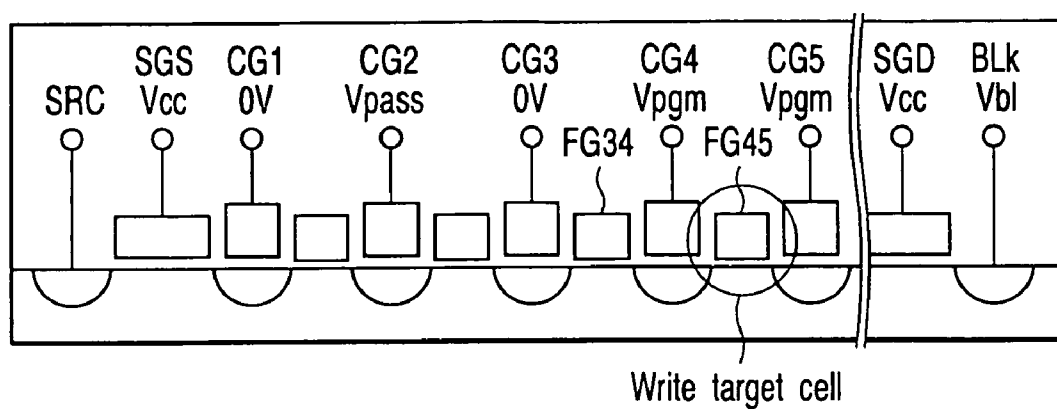 SRC
SGS
Vcc
CG1
0V
CG2
Vpass
CG3
0V
FG34
CG4
Vpgm
FG45
CG5
Vpgm
SGD
Vcc
BLk
Vbl
Write target cell